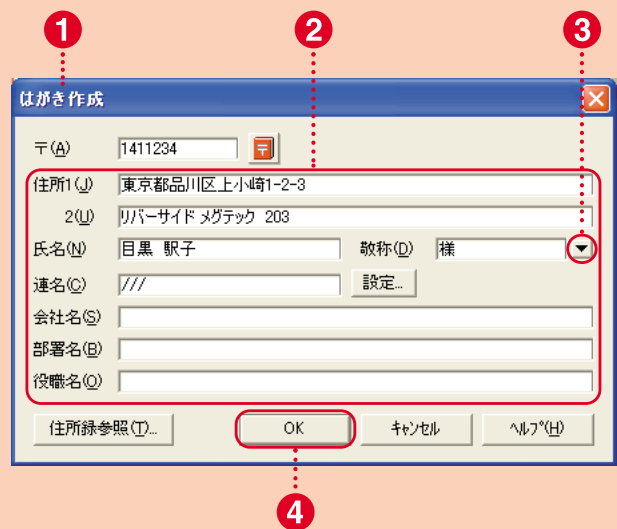 1 2 3
はがき作成
〒(A) 1411234 〒
住所1(J) 東京都品川区上小崎1-2-3
2(U) リバーサイド メグテック 203
氏名(N) 目黒 駅子 敬称(D) 様
連名(C) /// 設定...
会社名(S)
部署名(B)
役職名(O)
住所録参照(T)... OK キャンセル ヘルプ(H)
4